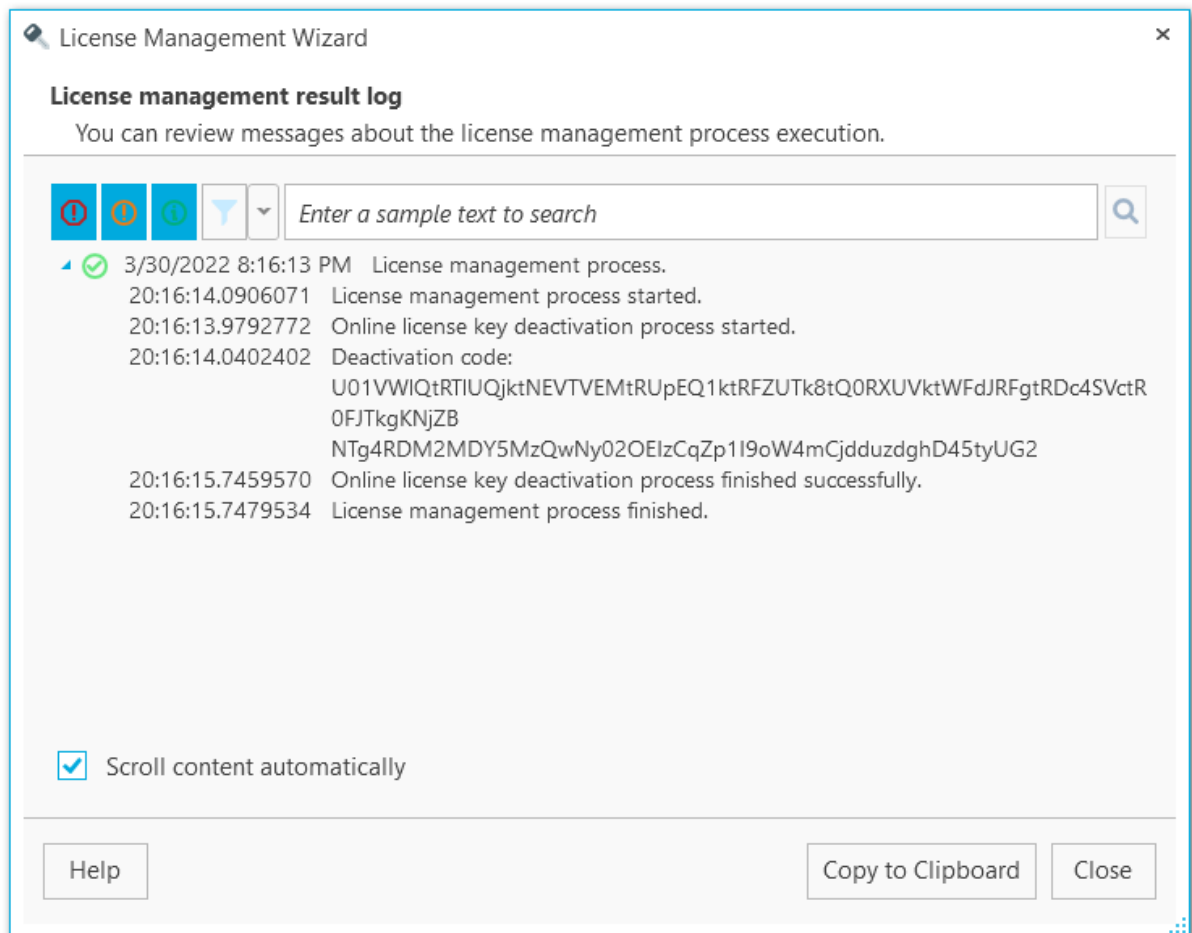 License Management Wizard
License management result log
You can review messages about the license management process execution.
Enter a sample text to search
3/30/2022 8:16:13 PM License management process.
20:16:14.0906071 License management process started.
20:16:13.9792772 Online license key deactivation process started.
20:16:14.0402402 Deactivation code:
U01VWlQtRTlUQjktNEVTVEMtRUpEQ1ktRFZUTk8tQ0RXUVktWFdJRFgtRDc4SVctR
0FJTkgKNjZB
NTg4RDM2MDY5MzQwNy02OEIzCqZp1I9oW4mCjdduzdghD45tyUG2
20:16:15.7459570 Online license key deactivation process finished successfully.
20:16:15.7479534 License management process finished.
Scroll content automatically
Help
Copy to Clipboard
Close